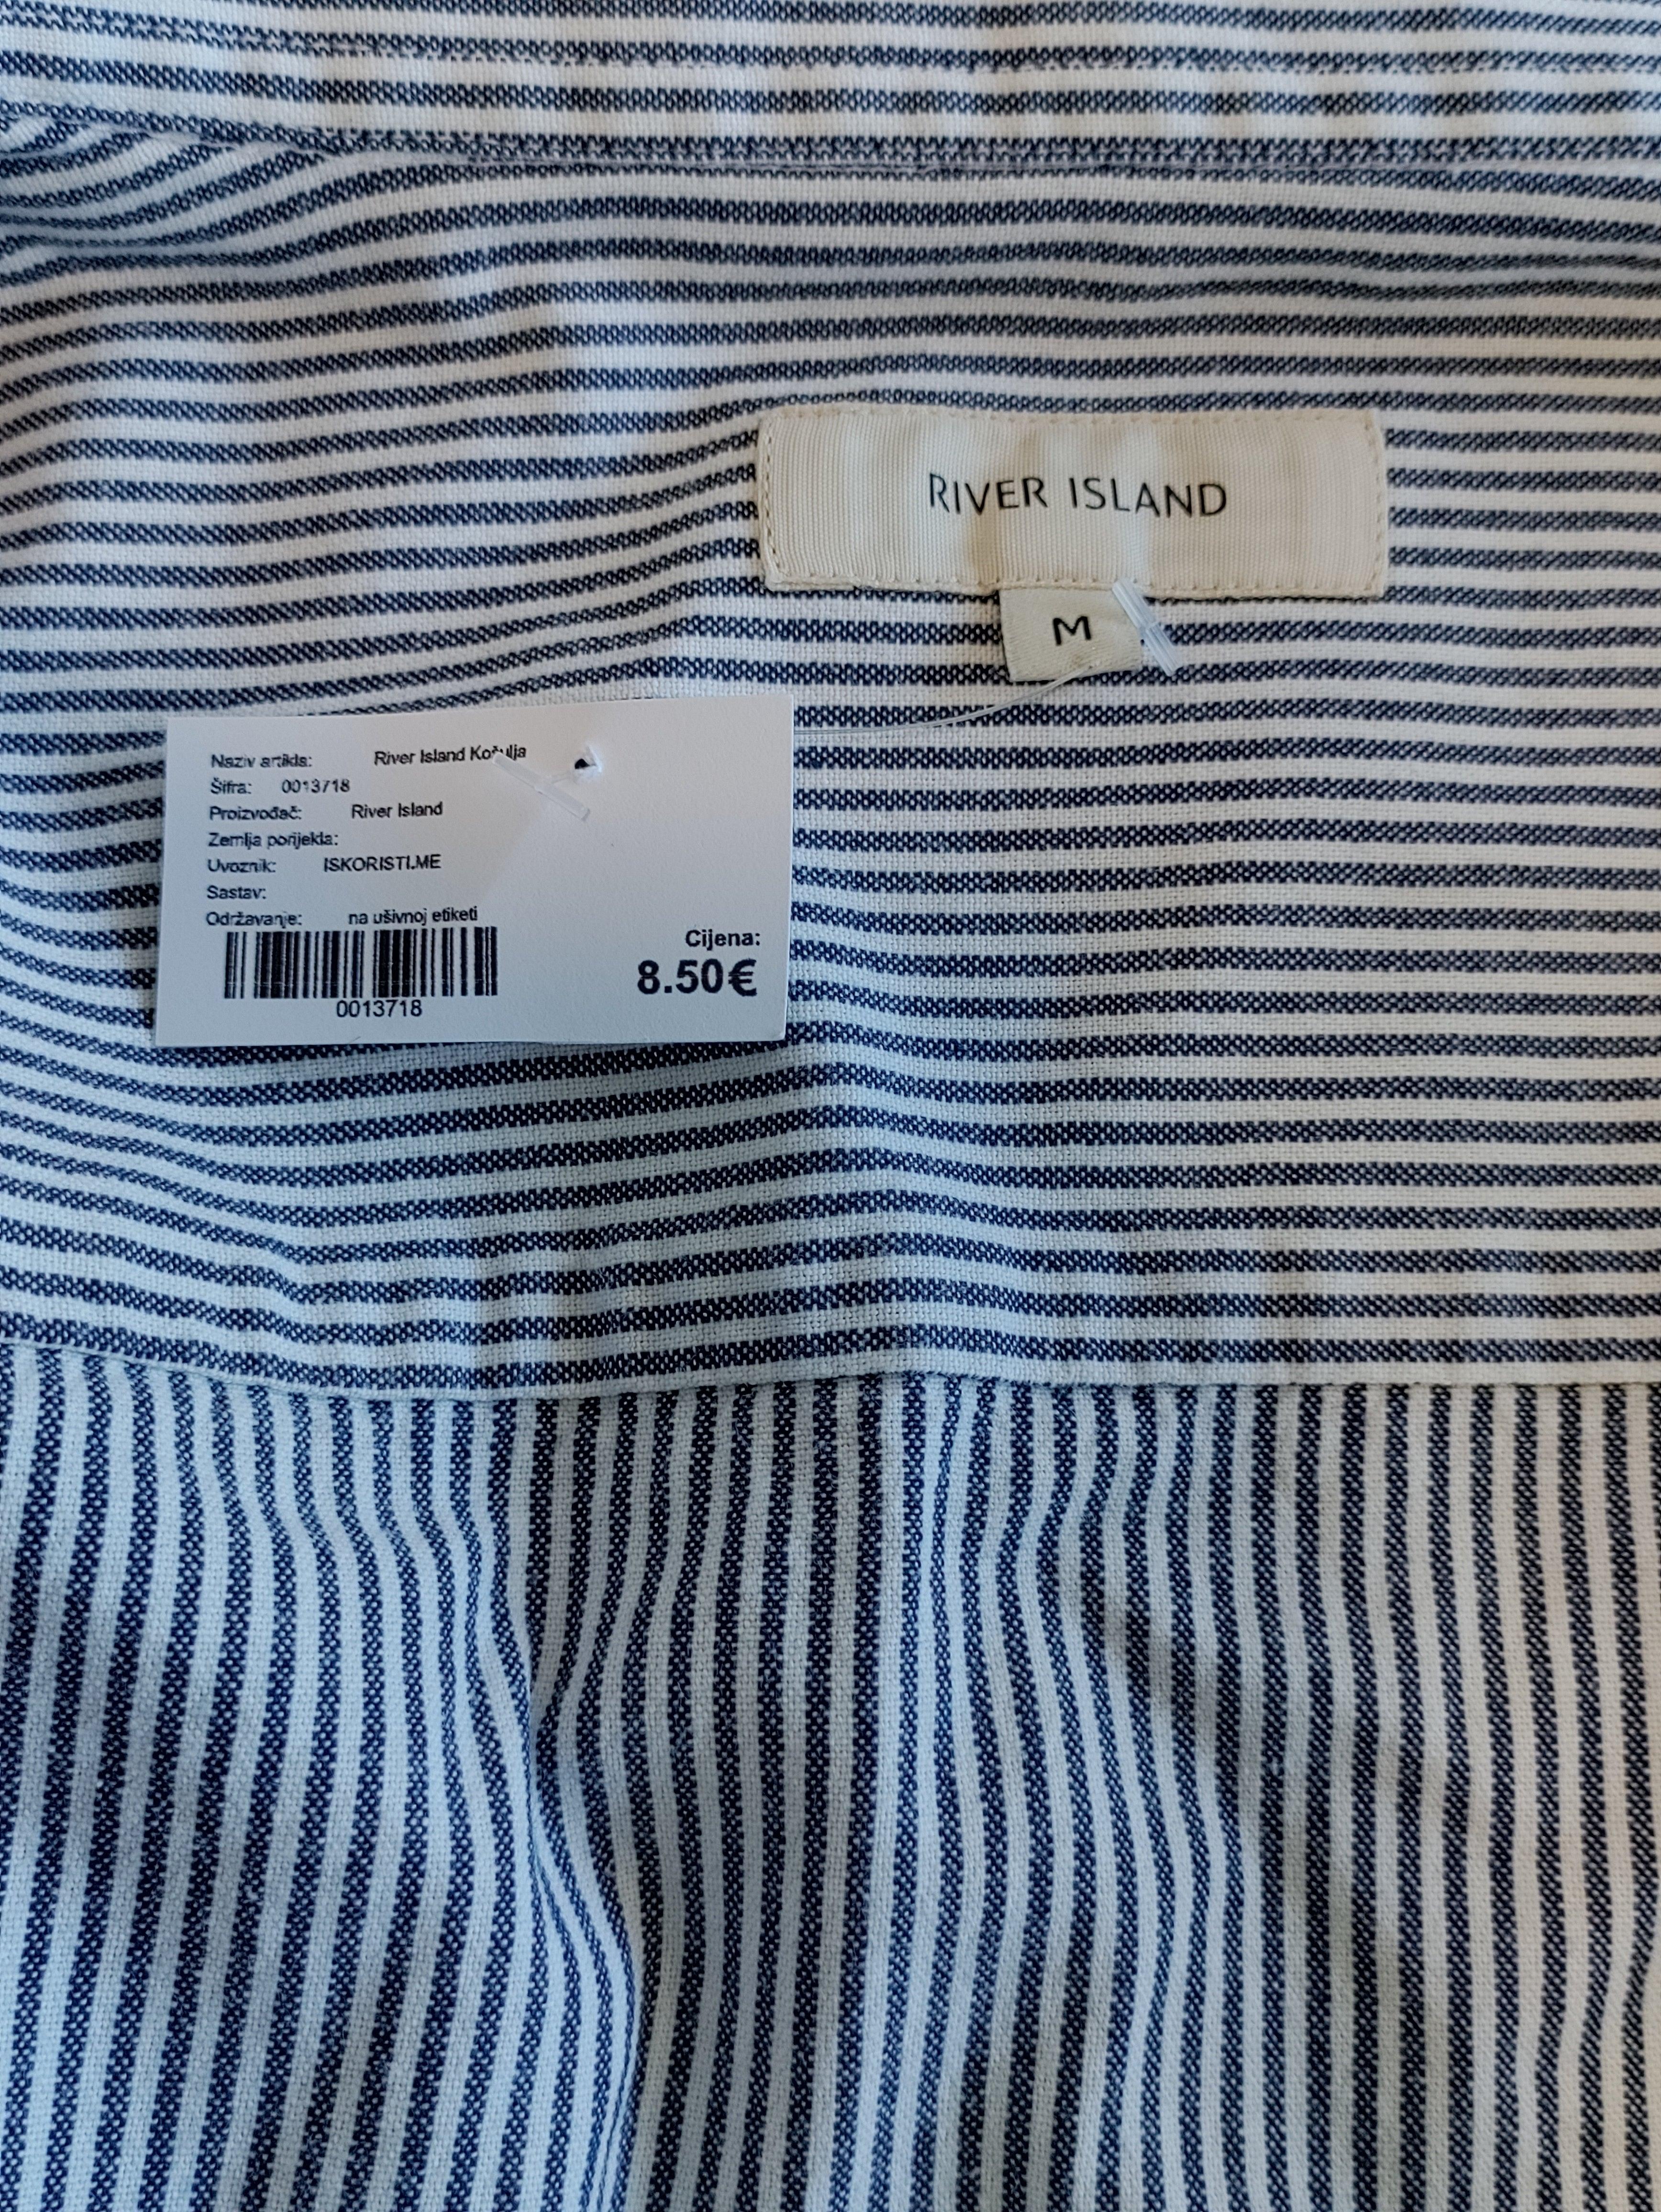 RIVER ISLAND
M
Naziv artikla: River Island Košulja
Šifra: 0013718
Proizvođač: River Island
Zemlja porijekla:
Uvoznik: ISKORISTI.ME
Sastav:
Održavanje: na ušivnoj etiketi
Cijena:
8.50€
0013718